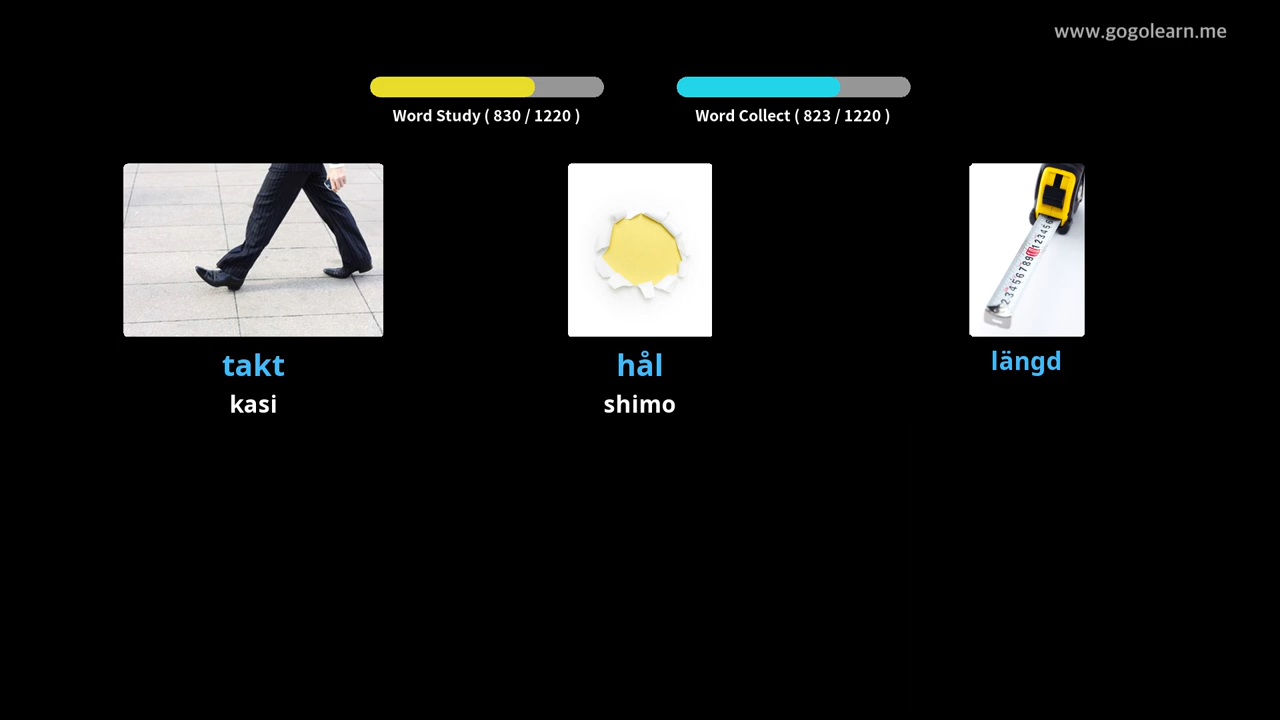 www.gogolearn.me
Word Study ( 830 / 1220 )
Word Collect ( 823 / 1220 )
takt
hål
längd
kasi
shimo